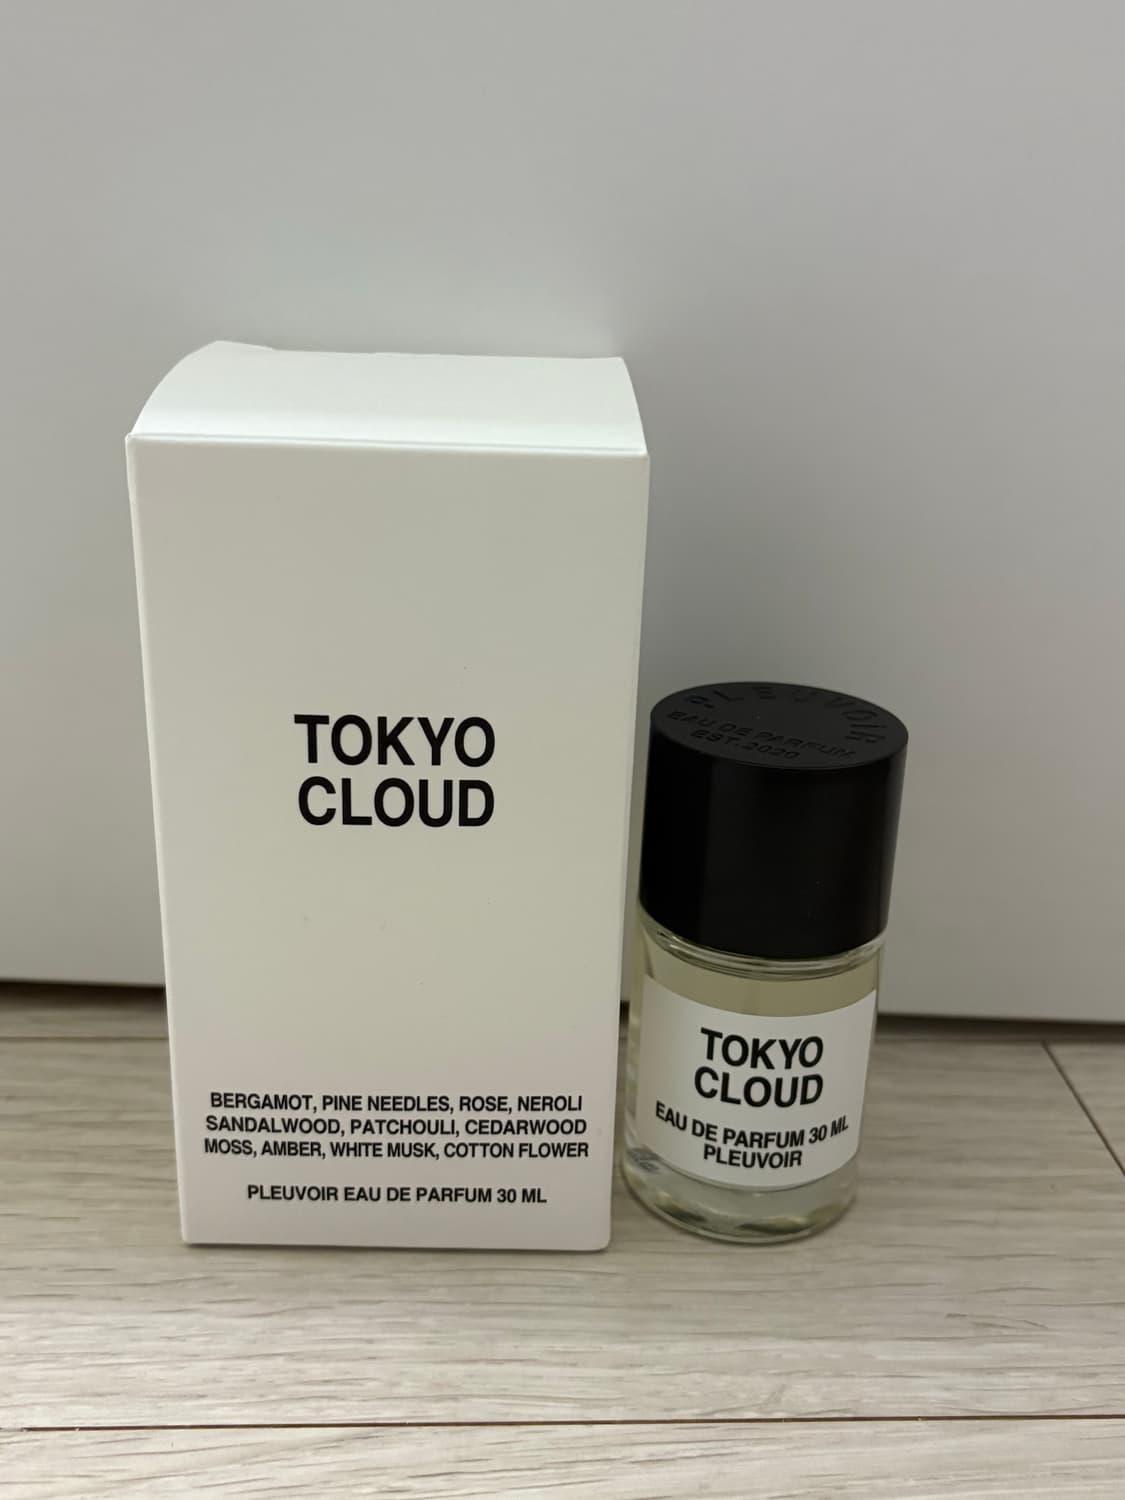 TOKYO
CLOUD
BERGAMOT, PINE NEEDLES, ROSE, NEROLI
SANDALWOOD, PATCHOULI, CEDARWOOD
MOSS, AMBER, WHITE MUSK, COTTON FLOWER
PLEUVOIR EAU DE PARFUM 30 ML
PLEUVOIR
EAU DE PARFUM
EST. 2020
TOKYO
CLOUD
EAU DE PARFUM 30 ML
PLEUVOIR